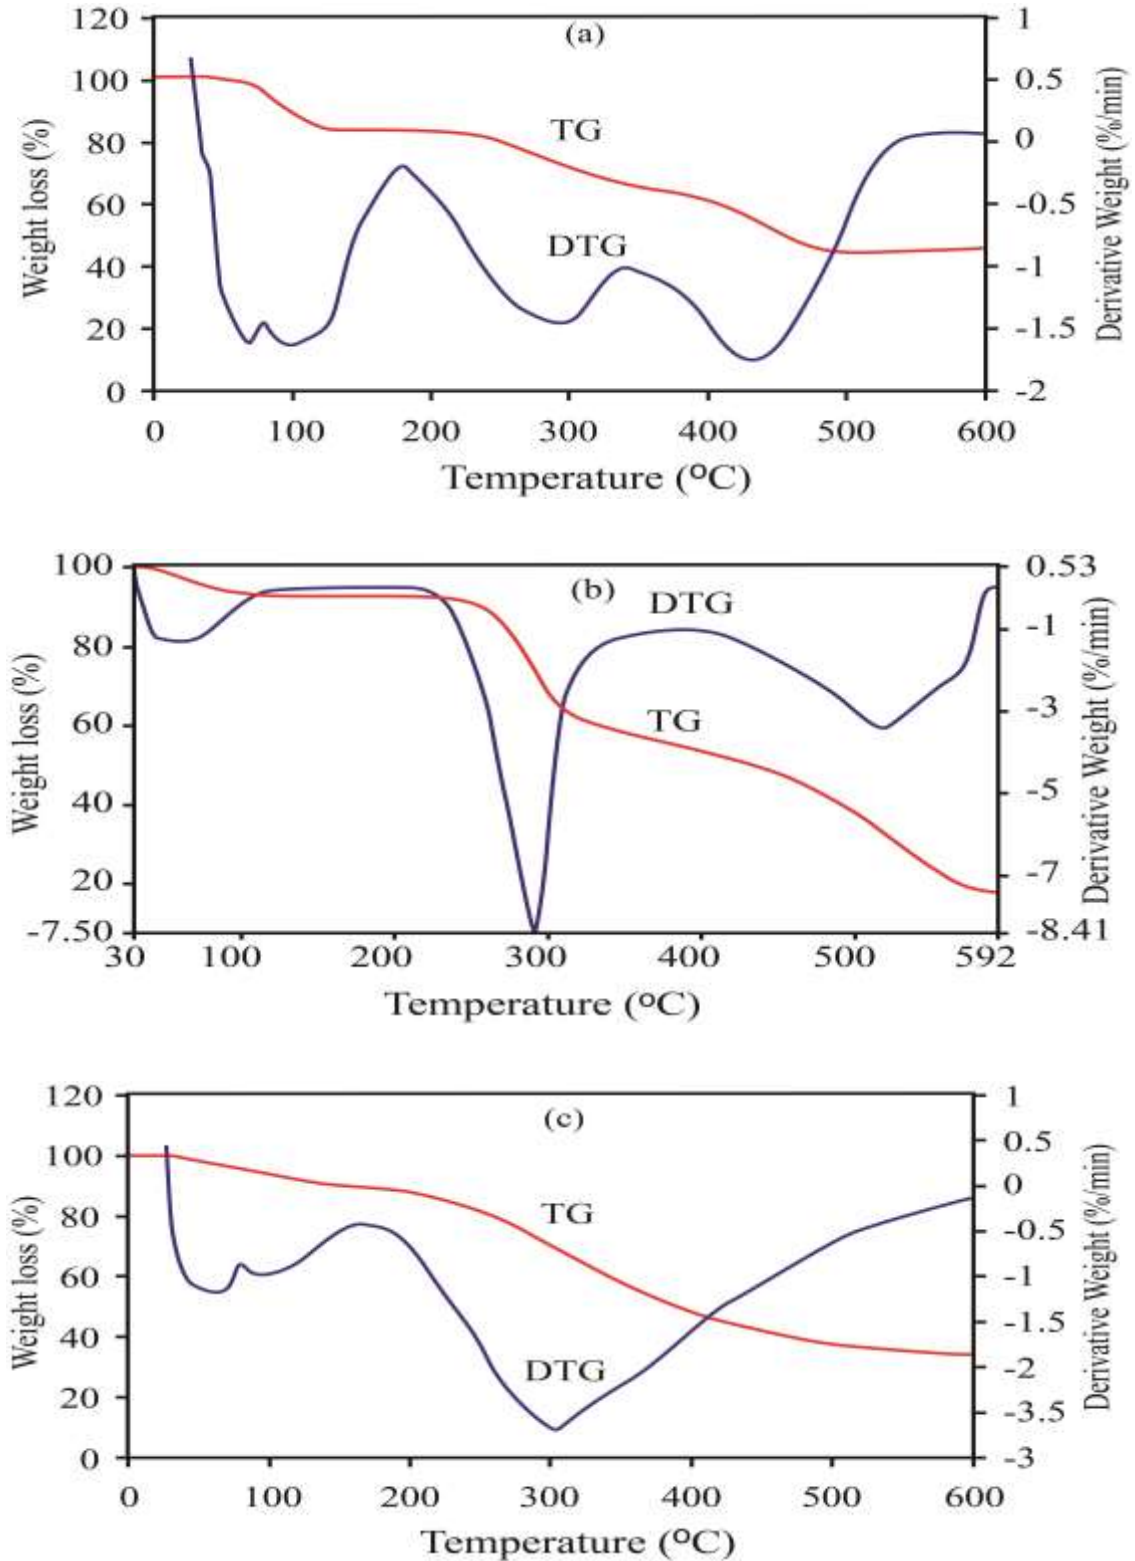 (a)
120
100
80
60
40
20
0
Weight loss (%)
TG
DTG
1
0.5
0
-0.5
-1
-1.5
-2
Derivative Weight (%/min)
0 100 200 300 400 500 600
Temperature (ºC)
(b)
100
80
60
40
20
-7.50
Weight loss (%)
DTG
TG
0.53
-1
-3
-5
-7
-8.41
Derivative Weight (%/min)
30 100 200 300 400 500 592
Temperature (ºC)
(c)
120
100
80
60
40
20
0
Weight loss (%)
TG
DTG
1
0.5
0
-0.5
-1
-1.5
-2
-3.5
-3
Derivative Weight (%/min)
0 100 200 300 400 500 600
Temperature (ºC)